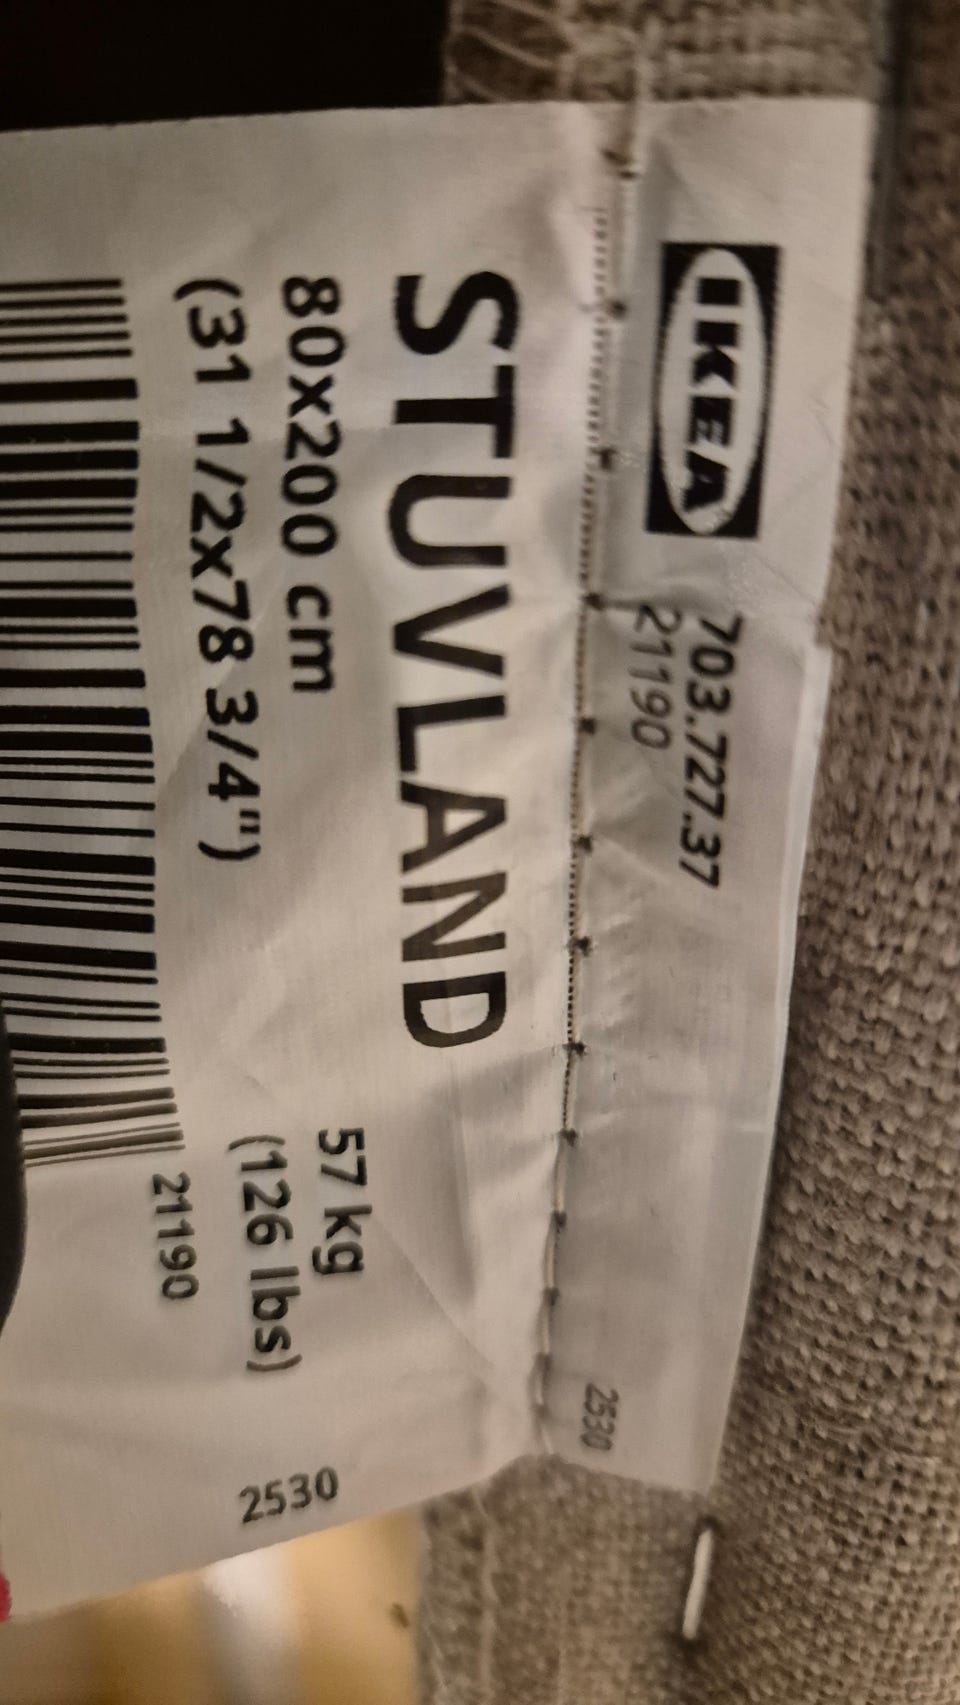 IKEA
703.727.37
21190
2530
STUVLAND
80x200 cm
(31 1/2x78 3/4")
57 kg
(126 lbs)
21190
2530